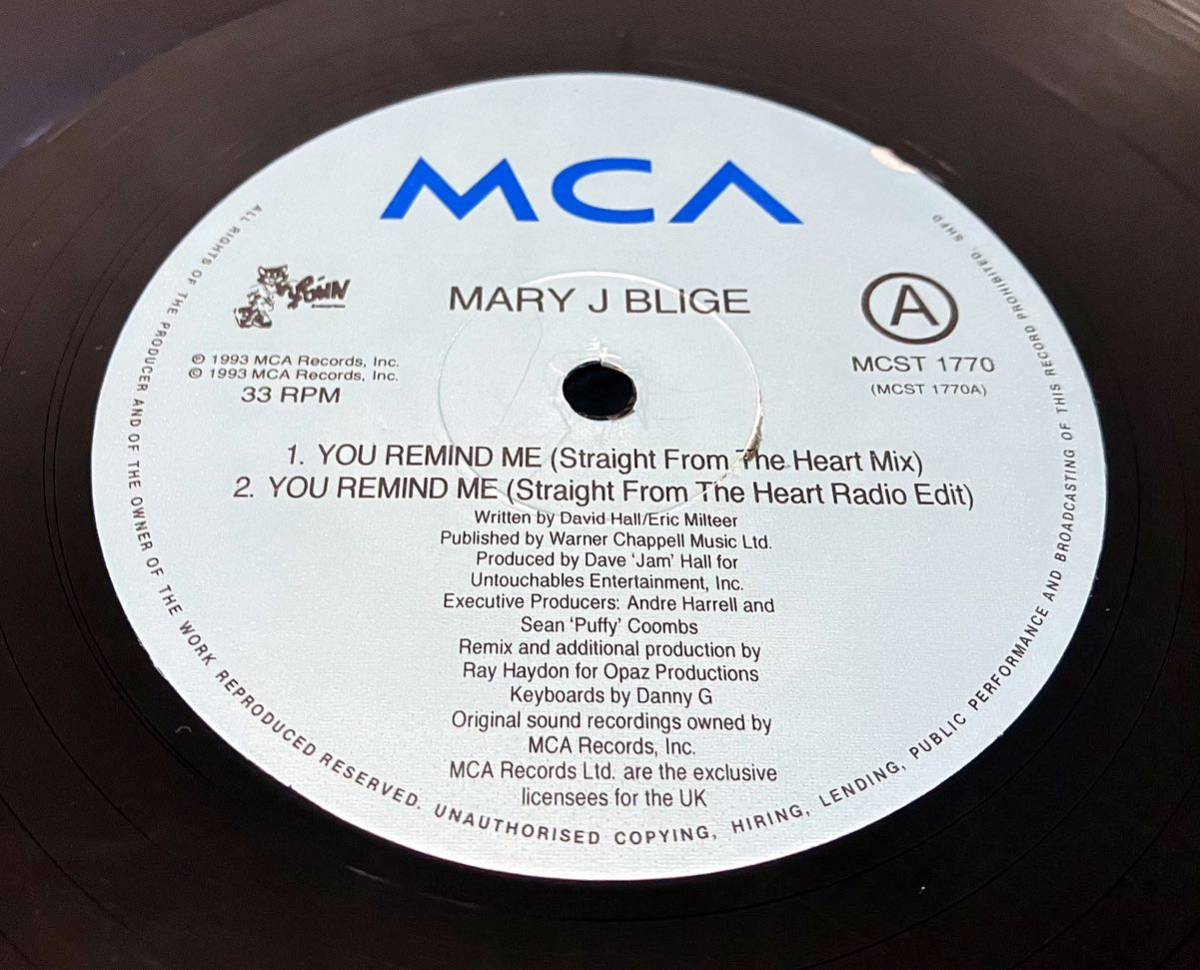 MCA
UPTOWN
MARY J BLIGE
A
℗ 1993 MCA Records, Inc.
© 1993 MCA Records, Inc.
33 RPM
MCST 1770
(MCST 1770A)
1. YOU REMIND ME (Straight From The Heart Mix)
2. YOU REMIND ME (Straight From The Heart Radio Edit)
Written by David Hall/Eric Milteer
Published by Warner Chappell Music Ltd.
Produced by Dave 'Jam' Hall for
Untouchables Entertainment, Inc.
Executive Producers: Andre Harrell and
Sean 'Puffy' Coombs
Remix and additional production by
Ray Haydon for Opaz Productions
Keyboards by Danny G
Original sound recordings owned by
MCA Records, Inc.
MCA Records Ltd. are the exclusive
licensees for the UK
ALL RIGHTS OF THE PRODUCER AND OF THE OWNER OF THE WORK REPRODUCED RESERVED. UNAUTHORISED COPYING, HIRING, LENDING, PUBLIC PERFORMANCE AND BROADCASTING OF THIS RECORD PROHIBITED. SHPD